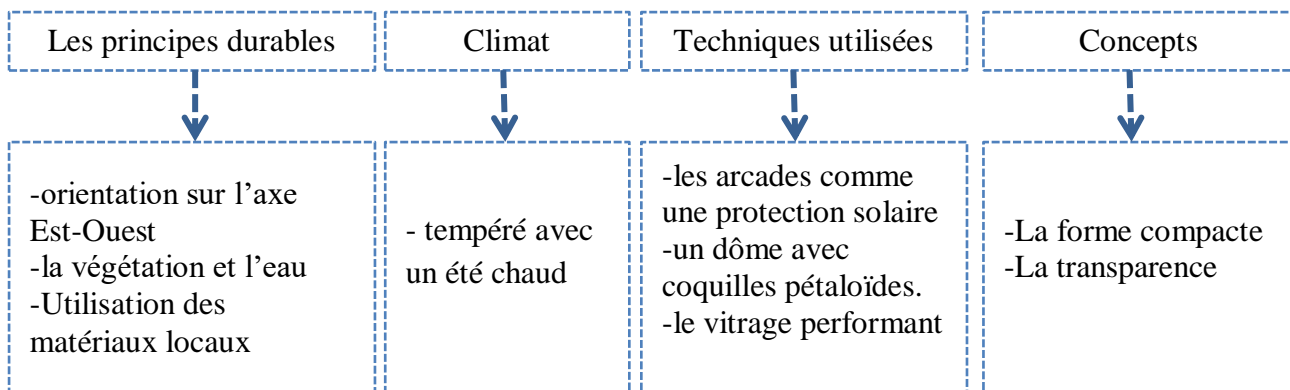 Les principes durables
Climat
Techniques utilisées
Concepts
-orientation sur l’axe
Est-Ouest
-la végétation et l’eau
-Utilisation des
matériaux locaux
- tempéré avec
un été chaud
-les arcades comme
une protection solaire
-un dôme avec
coquilles pétaloïdes.
-le vitrage performant
-La forme compacte
-La transparence